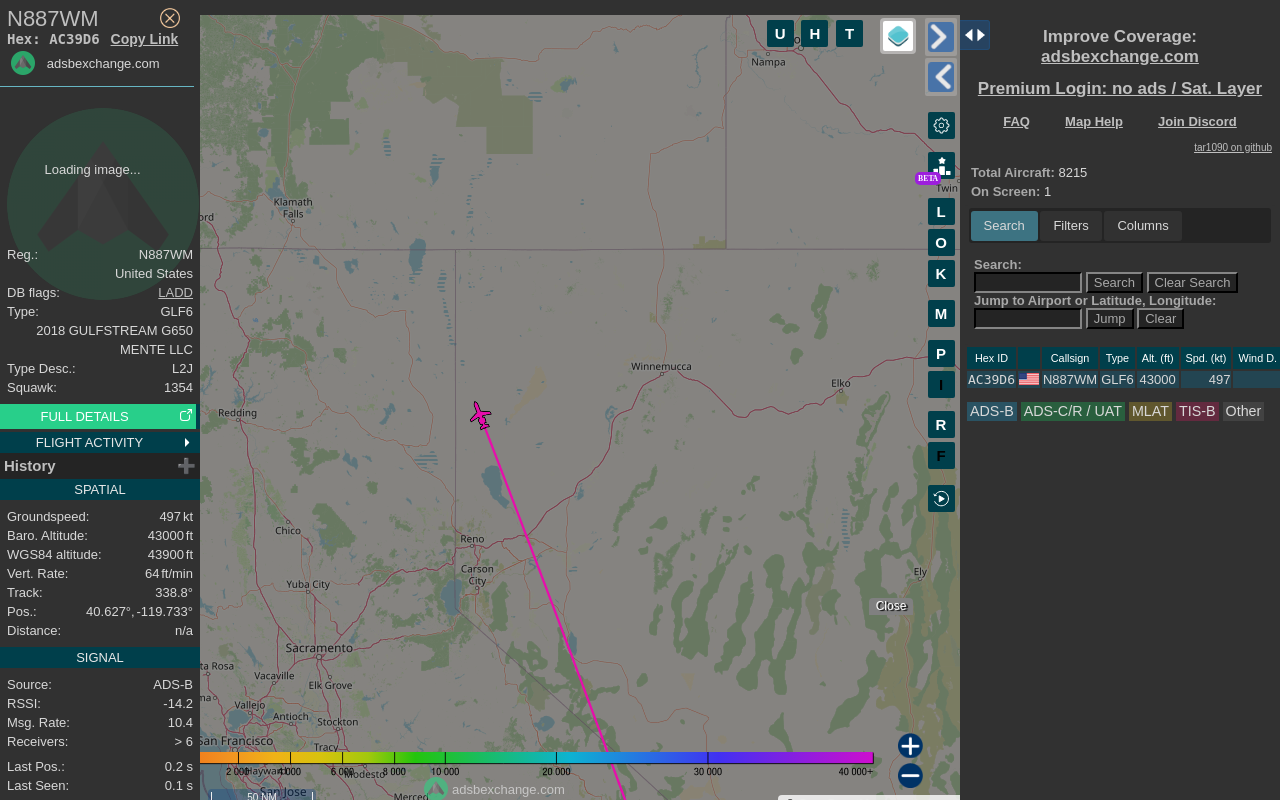 N887WM
Hex: AC39D6 Copy Link
adsbexchange.com
Loading image...
Reg.: N887WM
United States
DB flags: LADD
Type: GLF6
2018 GULFSTREAM G650
MENTE LLC
Type Desc.: L2J
Squawk: 1354
FULL DETAILS
FLIGHT ACTIVITY
History
SPATIAL
Groundspeed: 497 kt
Baro. Altitude: 43000 ft
WGS84 altitude: 43900 ft
Vert. Rate: 64 ft/min
Track: 338.8°
Pos.: 40.627°, -119.733°
Distance: n/a
SIGNAL
Source: ADS-B
RSSI: -14.2
Msg. Rate: 10.4
Receivers: > 6
Last Pos.: 0.2 s
Last Seen: 0.1 s
U H T
Nampa
L
O
K
M
P
I
R
F
BETA
Twin
ord
Klamath
Falls
Winnemucca
Elko
Redding
Chico
Reno
Carson
City
Yuba City
Ely
Close
Sacramento
ta Rosa
Vacaville
Elk Grove
ma
Vallejo
Antioch
Stockton
San Francisco
Tracy
Hayward
Modesto
San Jose
Merced
2 000 4 000 6 000 8 000 10 000 20 000 30 000 40 000+
50 NM
adsbexchange.com
Improve Coverage:
adsbexchange.com
Premium Login: no ads / Sat. Layer
FAQ Map Help Join Discord
tar1090 on github
Total Aircraft: 8215
On Screen: 1
Search Filters Columns
Search:
Search Clear Search
Jump to Airport or Latitude, Longitude:
Jump Clear
Hex ID Callsign Type Alt. (ft) Spd. (kt) Wind D.
AC39D6 N887WM GLF6 43000 497
ADS-B ADS-C/R / UAT MLAT TIS-B Other